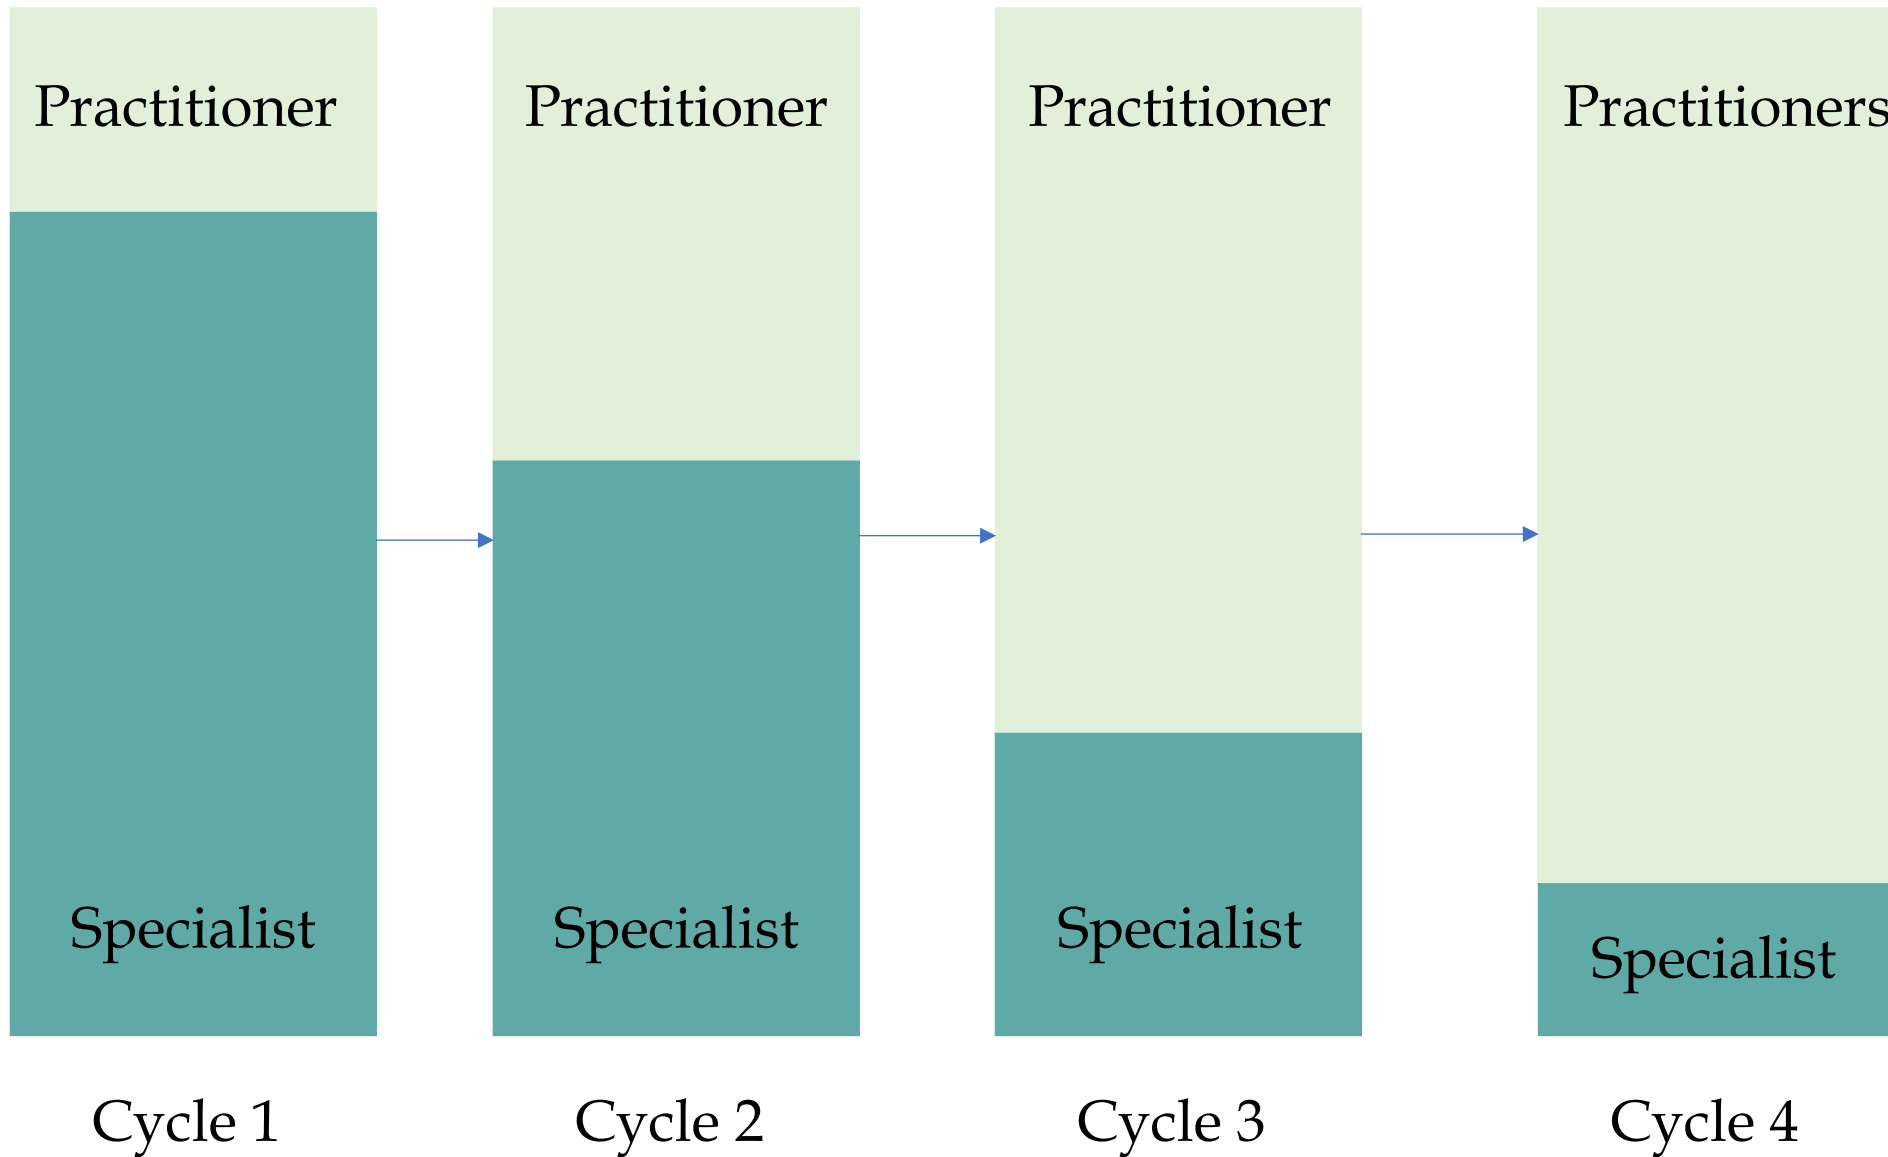 Practitioner
Practitioner
Practitioner
Practitioners
Specialist
Specialist
Specialist
Specialist
Cycle 1
Cycle 2
Cycle 3
Cycle 4